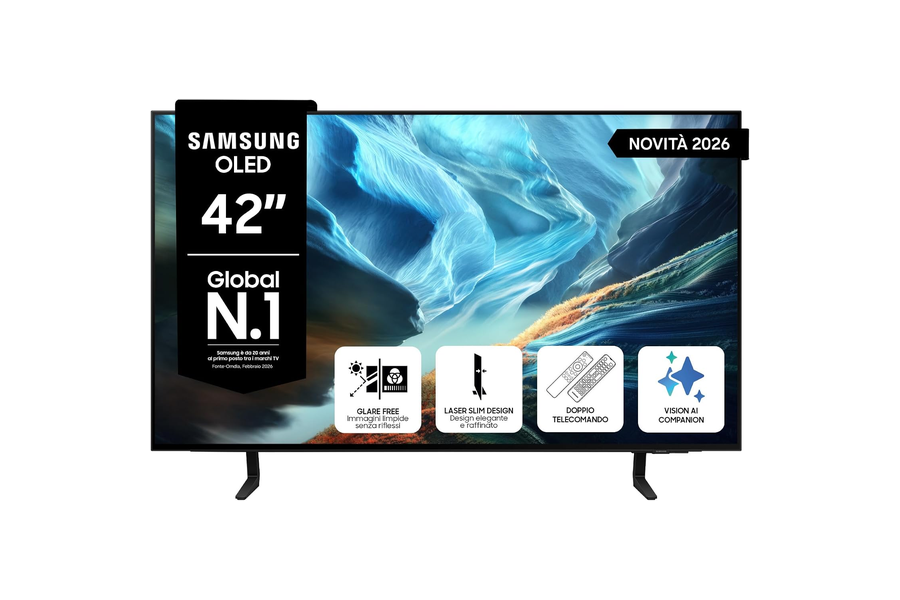 SAMSUNG
OLED
42”
Global
N.1
Samsung è da 20 anni
al primo posto tra i marchi TV
Fonte-Omdia, Febbraio 2026
NOVITÀ 2026
GLARE FREE
Immagini limpide
senza riflessi
LASER SLIM DESIGN
Design elegante
e raffinato
DOPPIO
TELECOMANDO
VISION AI
COMPANION